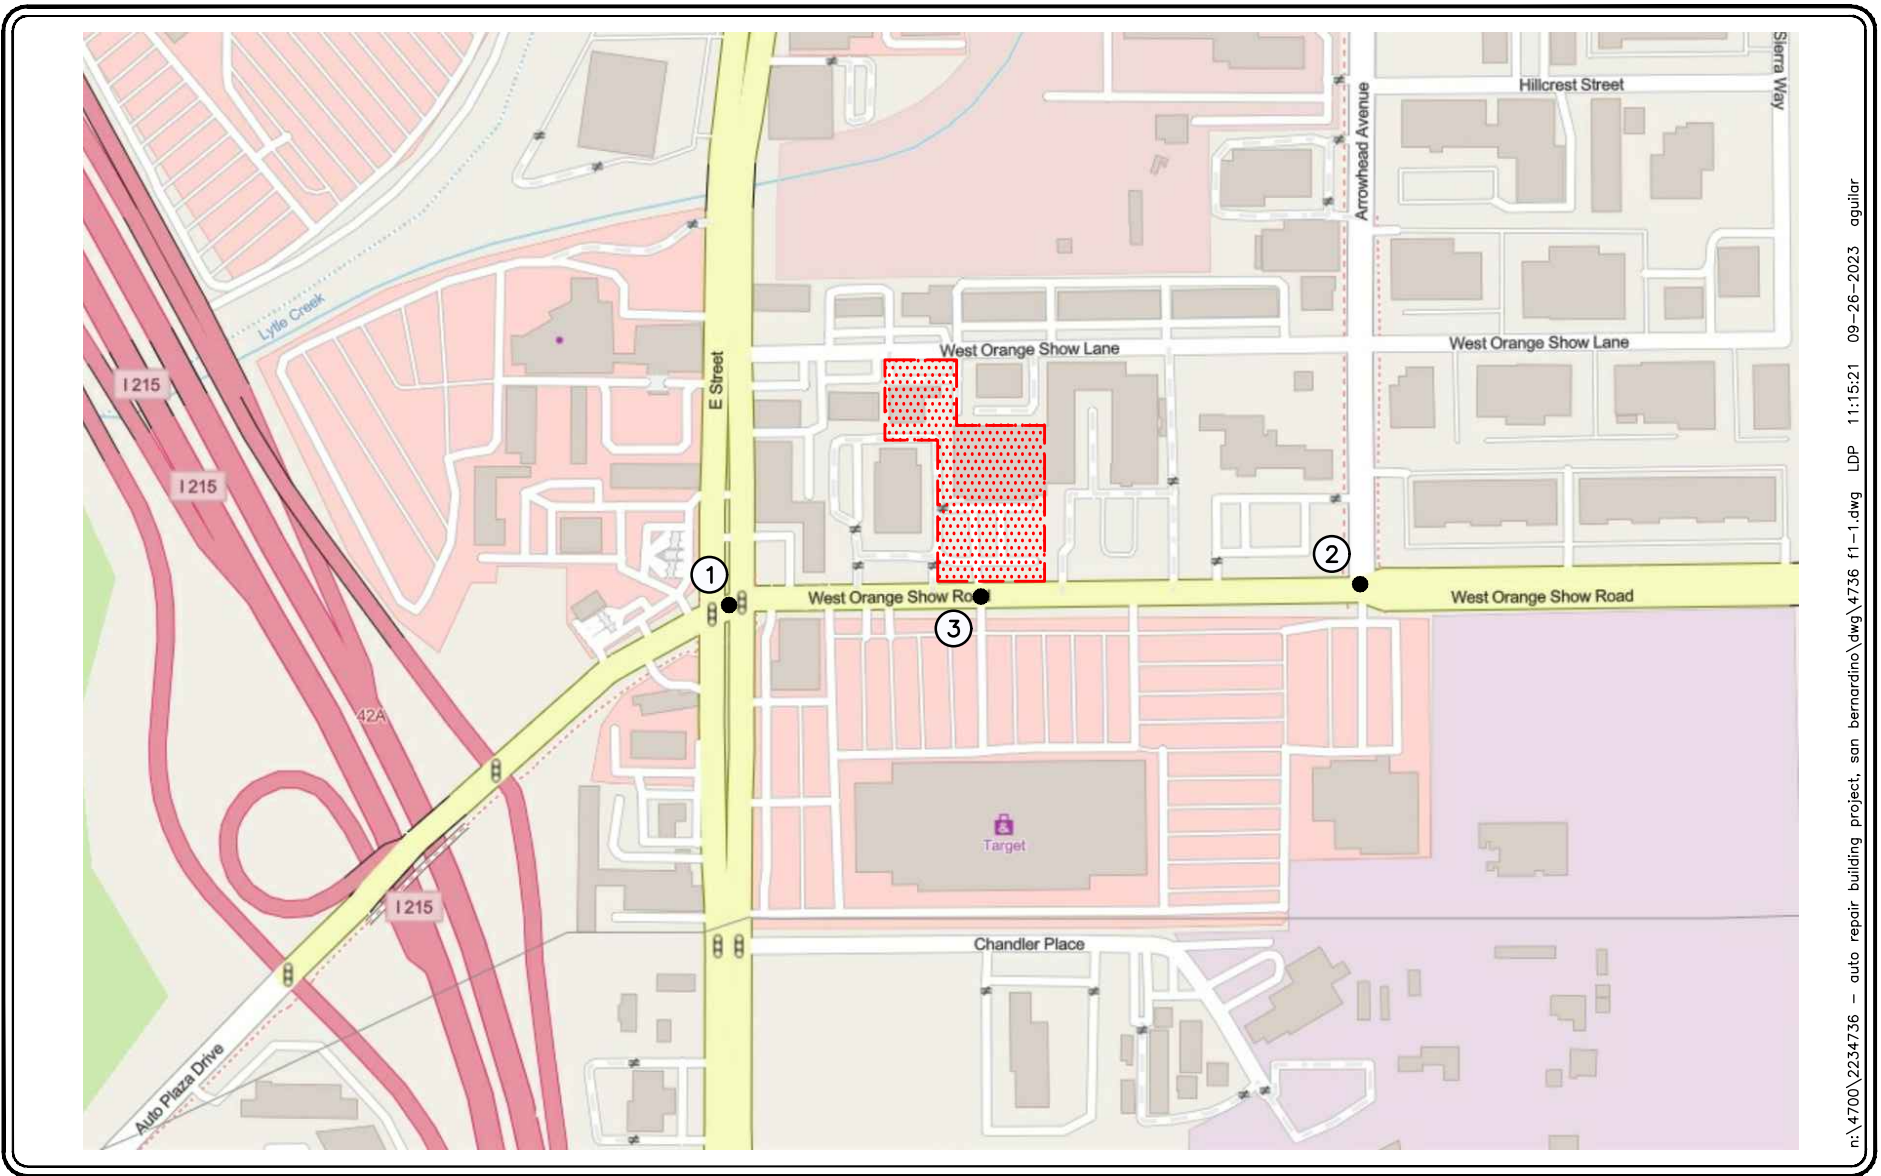 Sierra Way
Hillcrest Street
Arrowhead Avenue
Lytle Creek
West Orange Show Lane
West Orange Show Lane
E Street
I 215
I 215
2
1
West Orange Show Road
West Orange Show Road
3
42A
Target
I 215
Chandler Place
Auto Plaza Drive
n:\4700\2234736 – auto repair building project, san bernardino\dwg\4736 f1-1.dwg LDP 11:15:21 09-26-2023 aguilar